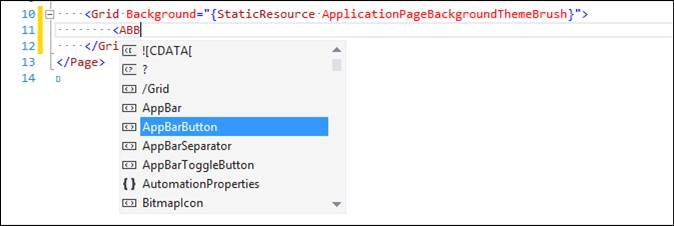 10 <Grid Background="{StaticResource ApplicationPageBackgroundThemeBrush}">
11 <ABB
12 </Gri
![CDATA[
13 </Page>
?
14
/Grid
AppBar
AppBarButton
AppBarSeparator
AppBarToggleButton
{ } AutomationProperties
BitmapIcon